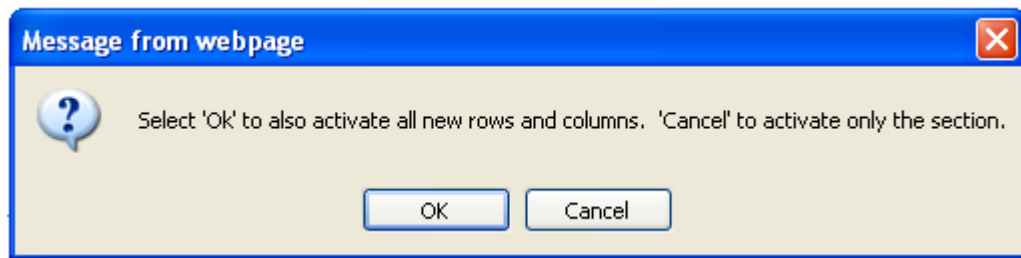 Message from webpage
Select 'Ok' to also activate all new rows and columns.  'Cancel' to activate only the section.
OK
Cancel